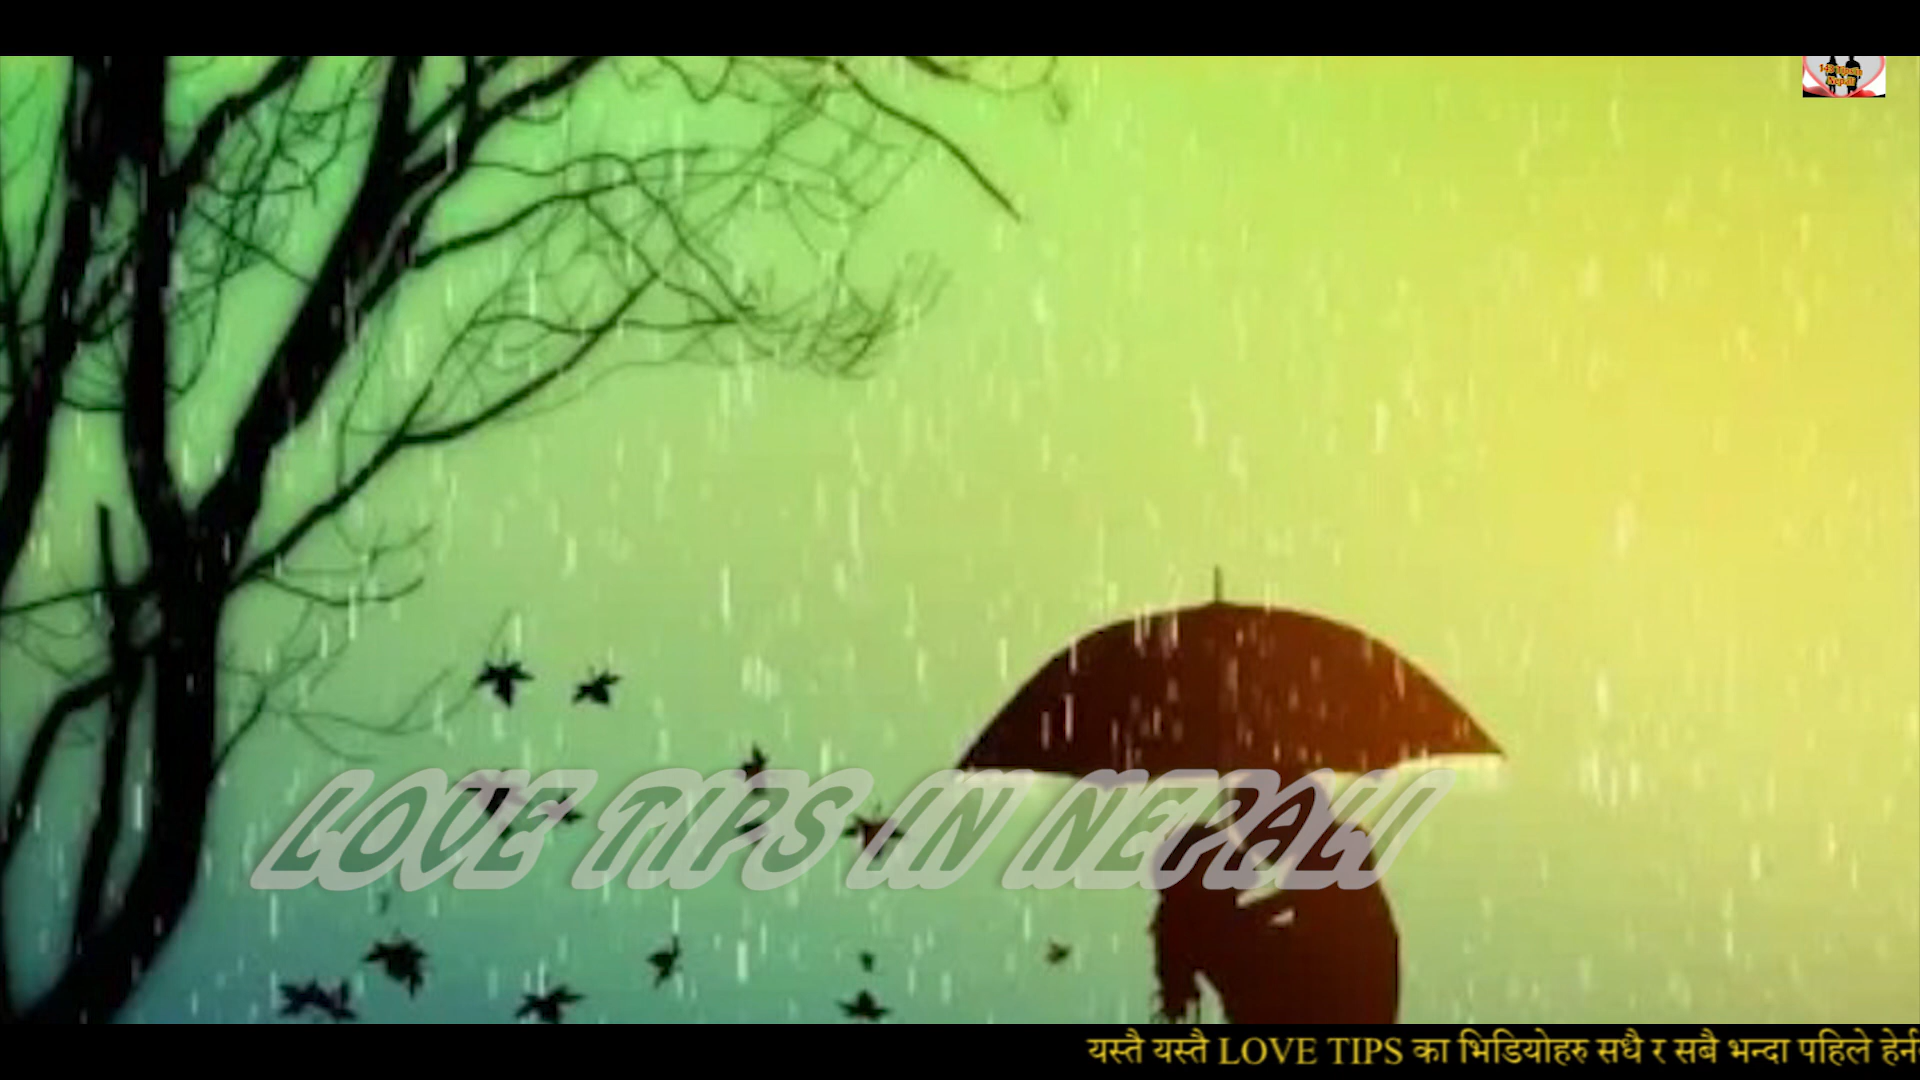 LOVE TIPS IN NEPALI
यस्तै यस्तै LOVE TIPS का भिडियोहरु सधै र सबै भन्दा पहिले